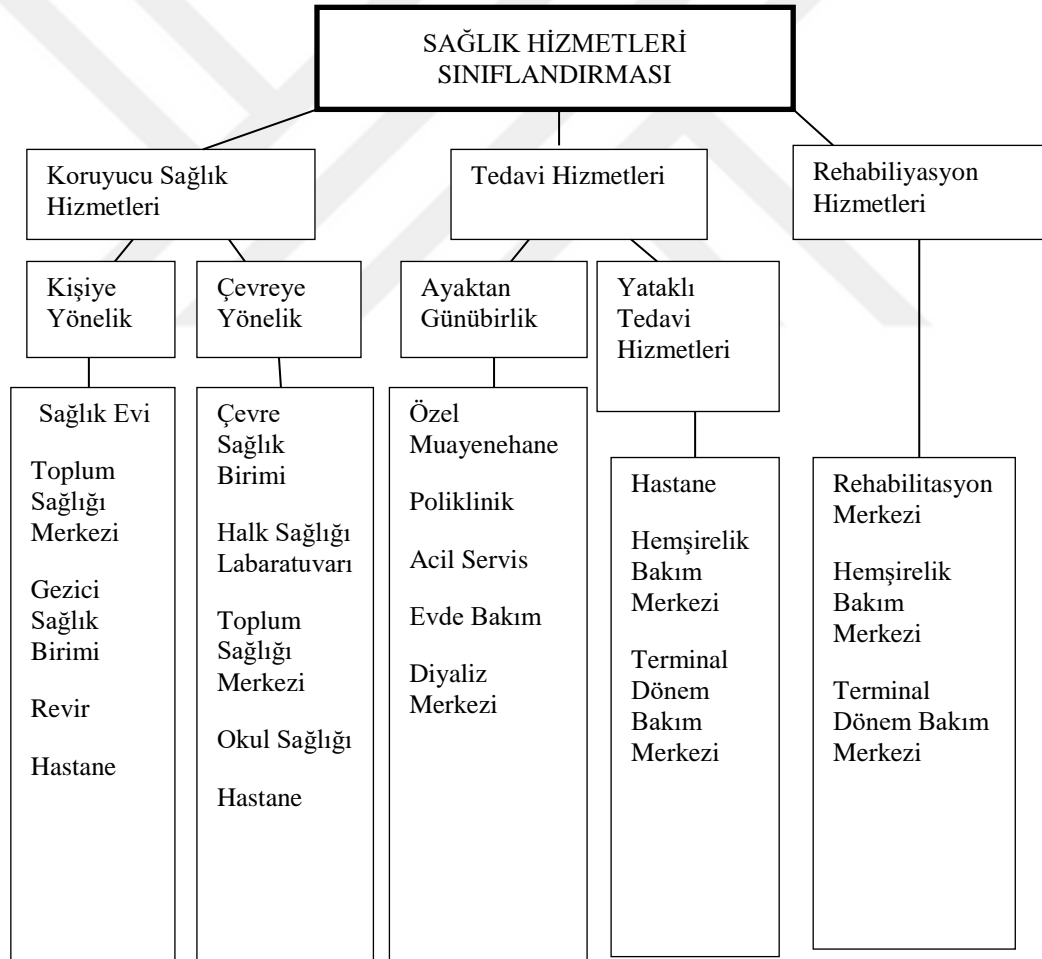 SAĞLIK HİZMETLERİ
SINIFLANDIRMASI
Koruyucu Sağlık
Hizmetleri
Tedavi Hizmetleri
Rehabiliyasyon
Hizmetleri
Kişiye
Yönelik
Çevreye
Yönelik
Ayaktan
Günübirlik
Yataklı
Tedavi
Hizmetleri
Sağlık Evi
Toplum
Sağlığı
Merkezi
Gezici
Sağlık
Birimi
Revir
Hastane
Çevre
Sağlık
Birimi
Halk Sağlığı
Labaratuvarı
Toplum
Sağlığı
Merkezi
Okul Sağlığı
Hastane
Özel
Muayenehane
Poliklinik
Acil Servis
Evde Bakım
Diyaliz
Merkezi
Hastane
Hemşirelik
Bakım
Merkezi
Terminal
Dönem
Bakım
Merkezi
Rehabilitasyon
Merkezi
Hemşirelik
Bakım
Merkezi
Terminal
Dönem Bakım
Merkezi